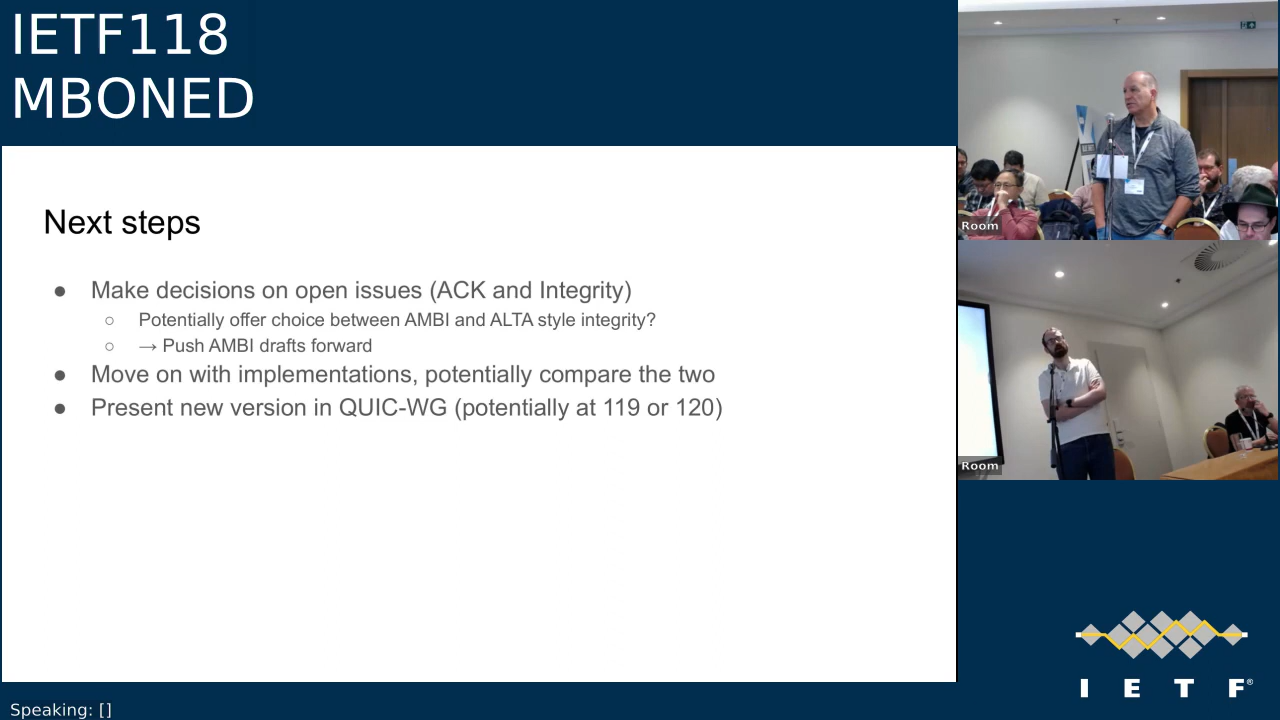 IETF118
MBONED
Next steps
● Make decisions on open issues (ACK and Integrity)
○ Potentially offer choice between AMBI and ALTA style integrity?
○ → Push AMBI drafts forward
● Move on with implementations, potentially compare the two
● Present new version in QUIC-WG (potentially at 119 or 120)
Room
Room
I E T F®
Speaking: []